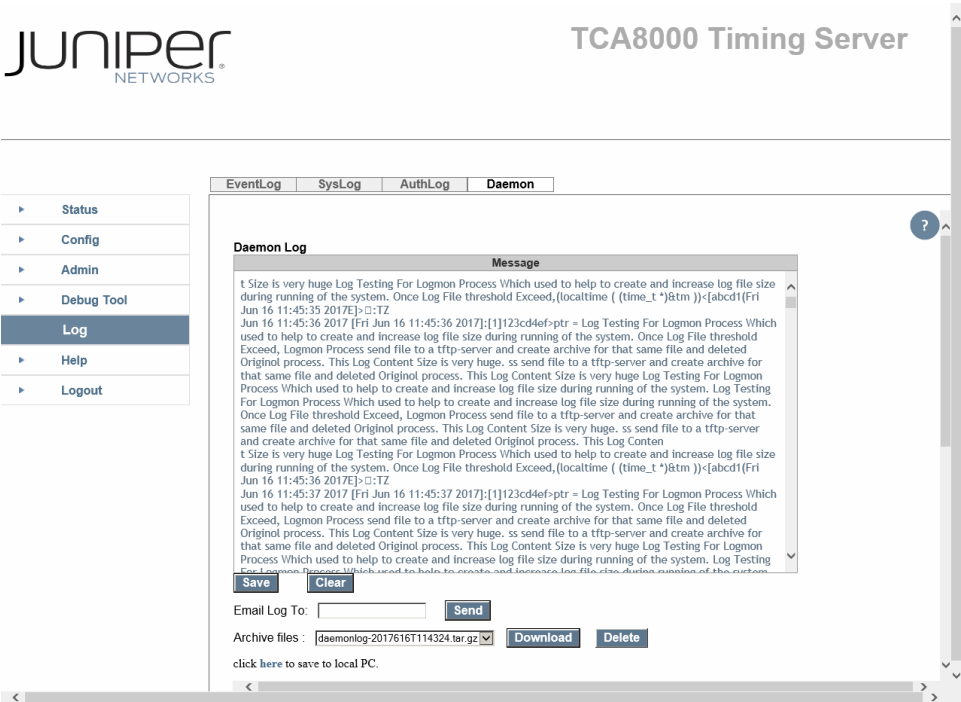 JUNIPER
NETWORKS
TCA8000 Timing Server
EventLog SysLog AuthLog Daemon
Status
Config
Admin
Debug Tool
Log
Help
Logout
?
Daemon Log
Message
t Size is very huge Log Testing For Logmon Process Which used to help to create and increase log file size
during running of the system. Once Log File threshold Exceed,(localtime ( (time_t *)&tm ))<[abcd1(Fri
Jun 16 11:45:35 2017E]>□:TZ
Jun 16 11:45:36 2017 [Fri Jun 16 11:45:36 2017]:[1]123cd4ef>ptr = Log Testing For Logmon Process Which
used to help to create and increase log file size during running of the system. Once Log File threshold
Exceed, Logmon Process send file to a tftp-server and create archive for that same file and deleted
Originol process. This Log Content Size is very huge. ss send file to a tftp-server and create archive for
that same file and deleted Originol process. This Log Content Size is very huge Log Testing For Logmon
Process Which used to help to create and increase log file size during running of the system. Log Testing
For Logmon Process Which used to help to create and increase log file size during running of the system.
Once Log File threshold Exceed, Logmon Process send file to a tftp-server and create archive for that
same file and deleted Originol process. This Log Content Size is very huge. ss send file to a tftp-server
and create archive for that same file and deleted Originol process. This Log Conten
t Size is very huge Log Testing For Logmon Process Which used to help to create and increase log file size
during running of the system. Once Log File threshold Exceed,(localtime ( (time_t *)&tm ))<[abcd1(Fri
Jun 16 11:45:36 2017E]>□:TZ
Jun 16 11:45:37 2017 [Fri Jun 16 11:45:37 2017]:[1]123cd4ef>ptr = Log Testing For Logmon Process Which
used to help to create and increase log file size during running of the system. Once Log File threshold
Exceed, Logmon Process send file to a tftp-server and create archive for that same file and deleted
Originol process. This Log Content Size is very huge. ss send file to a tftp-server and create archive for
that same file and deleted Originol process. This Log Content Size is very huge Log Testing For Logmon
Process Which used to help to create and increase log file size during running of the system. Log Testing
For Logmon Process Which used to help to create and increase log file size during running of the system.
Save Clear
Email Log To: Send
Archive files : daemonlog-2017616T114324.tar.gz Download Delete
click here to save to local PC.